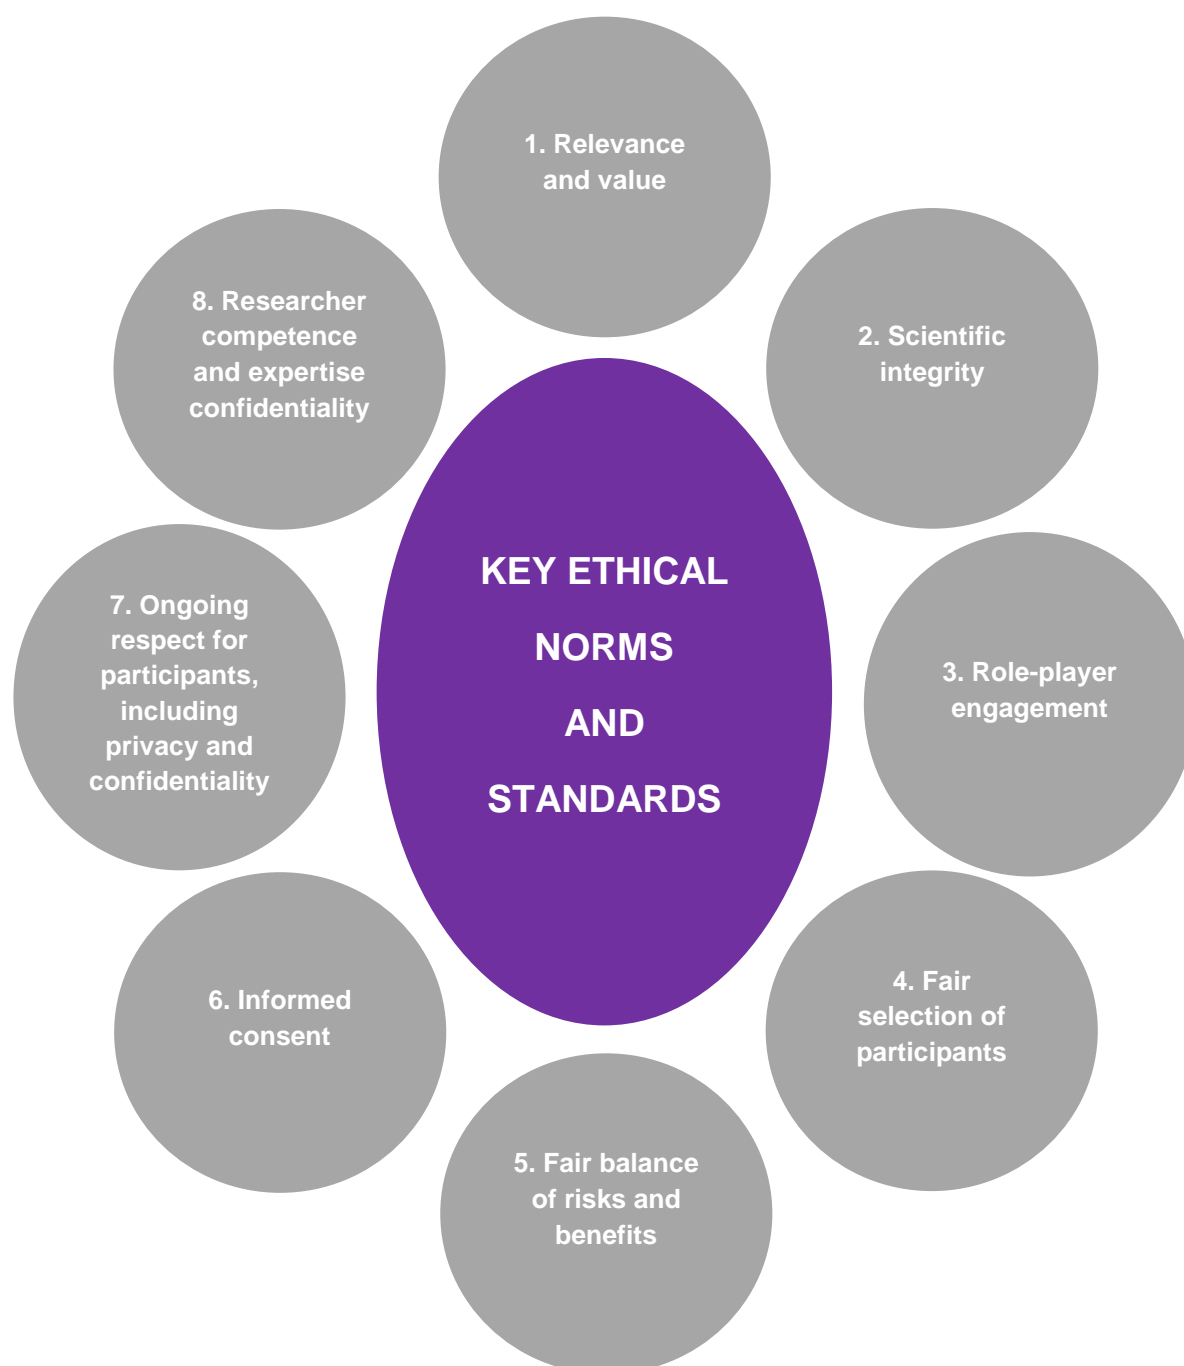 1. Relevance
and value
2. Scientific
integrity
3. Role-player
engagement
4. Fair
selection of
participants
5. Fair balance
of risks and
benefits
6. Informed
consent
7. Ongoing
respect for
participants,
including
privacy and
confidentiality
8. Researcher
competence
and expertise
confidentiality
KEY ETHICAL
NORMS
AND
STANDARDS